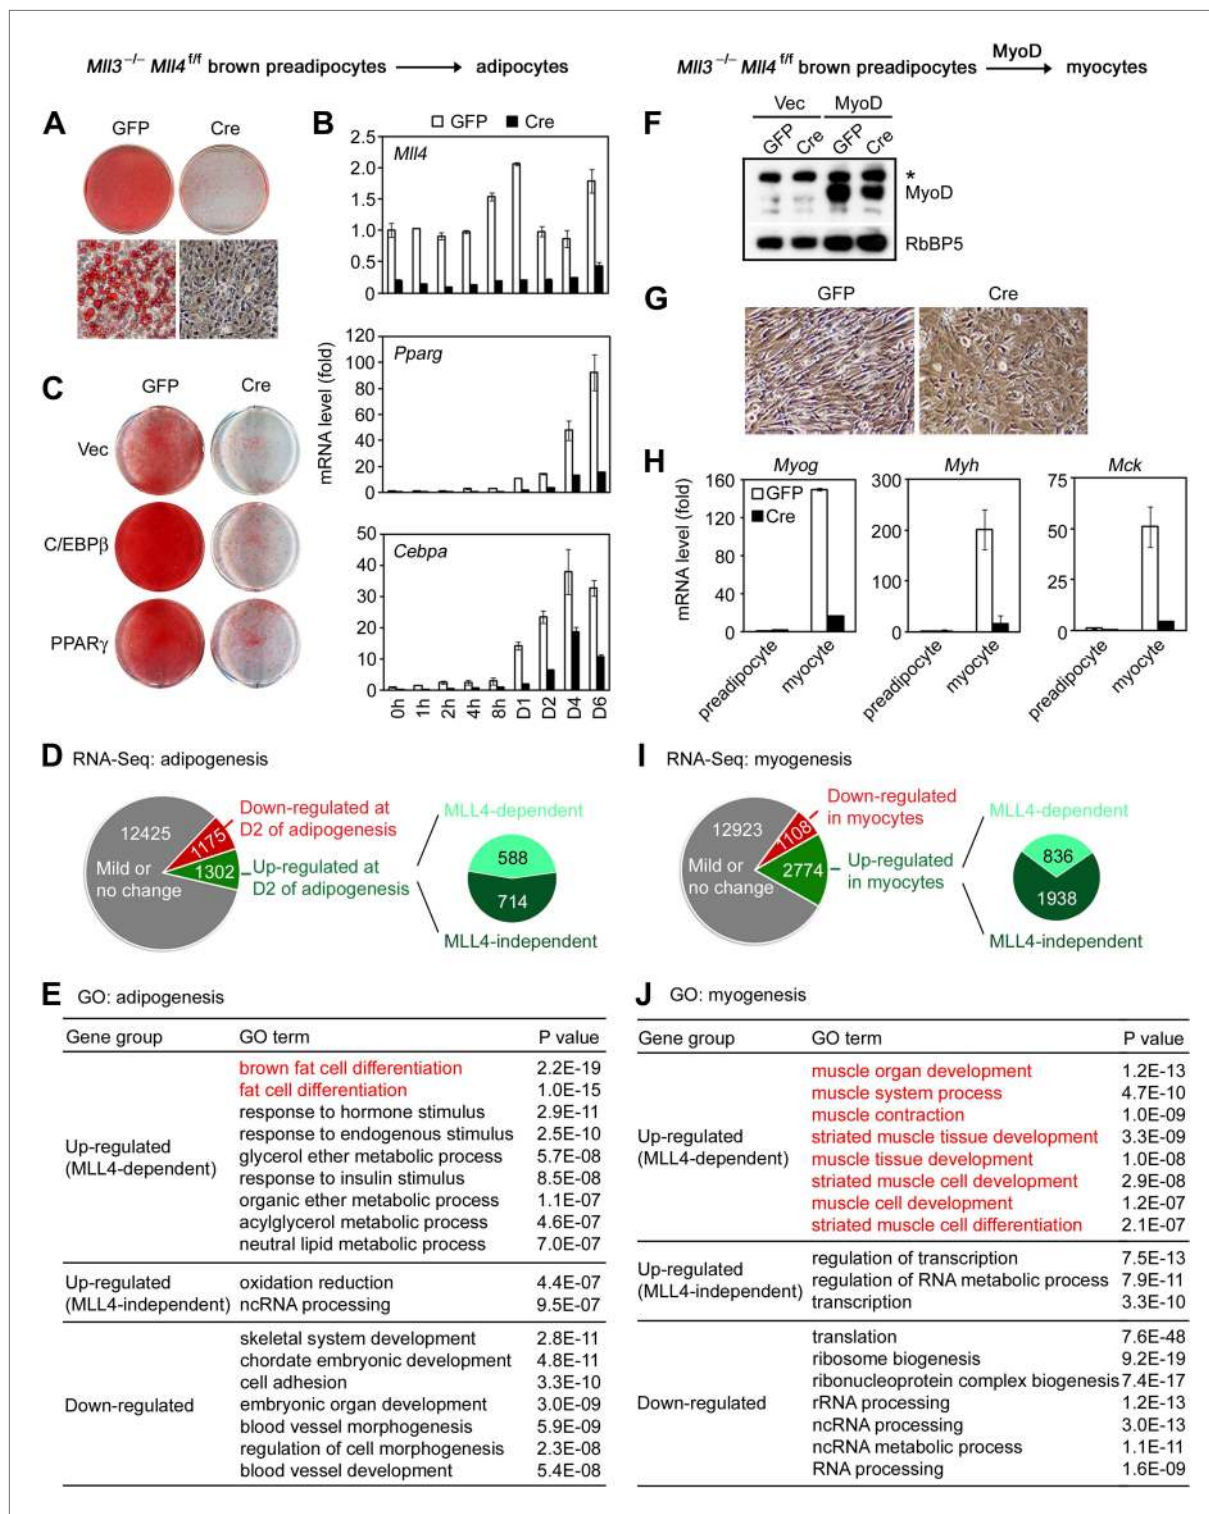 Mll3−/− Mll4f/f brown preadipocytes → adipocytes
A
GFP Cre
B
GFP Cre
Mll4
2.5
2.0
1.5
1.0
0.5
0
mRNA level (fold)
Pparg
120
100
80
60
40
20
0
Cebpa
50
40
30
20
10
0
0h 1h 2h 4h 8h D1 D2 D4 D6
C
GFP Cre
Vec
C/EBPβ
PPARγ
Mll3−/− Mll4f/f brown preadipocytes MyoD → myocytes
F
Vec MyoD
GFP Cre GFP Cre
*
MyoD
RbBP5
G
GFP Cre
H
mRNA level (fold)
Myog
GFP
Cre
160
120
80
40
0
preadipocyte myocyte
Myh
300
200
100
0
preadipocyte myocyte
Mck
75
50
25
0
preadipocyte myocyte
D RNA-Seq: adipogenesis
12425
Mild or
no change
1175
1302
Down-regulated at
D2 of adipogenesis
Up-regulated at
D2 of adipogenesis
MLL4-dependent
588
714
MLL4-independent
I RNA-Seq: myogenesis
12923
Mild or
no change
1108
2774
Down-regulated
in myocytes
Up-regulated
in myocytes
MLL4-dependent
836
1938
MLL4-independent
E GO: adipogenesis
Gene group GO term P value
Up-regulated
(MLL4-dependent)
brown fat cell differentiation 2.2E-19
fat cell differentiation 1.0E-15
response to hormone stimulus 2.9E-11
response to endogenous stimulus 2.5E-10
glycerol ether metabolic process 5.7E-08
response to insulin stimulus 8.5E-08
organic ether metabolic process 1.1E-07
acylglycerol metabolic process 4.6E-07
neutral lipid metabolic process 7.0E-07
Up-regulated
(MLL4-independent)
oxidation reduction 4.4E-07
ncRNA processing 9.5E-07
Down-regulated
skeletal system development 2.8E-11
chordate embryonic development 4.8E-11
cell adhesion 3.3E-10
embryonic organ development 3.0E-09
blood vessel morphogenesis 5.9E-09
regulation of cell morphogenesis 2.3E-08
blood vessel development 5.4E-08
J GO: myogenesis
Gene group GO term P value
Up-regulated
(MLL4-dependent)
muscle organ development 1.2E-13
muscle system process 4.7E-10
muscle contraction 1.0E-09
striated muscle tissue development 3.3E-09
muscle tissue development 1.0E-08
striated muscle cell development 2.9E-08
muscle cell development 1.2E-07
striated muscle cell differentiation 2.1E-07
Up-regulated
(MLL4-independent)
regulation of transcription 7.5E-13
regulation of RNA metabolic process 7.9E-11
transcription 3.3E-10
Down-regulated
translation 7.6E-48
ribosome biogenesis 9.2E-19
ribonucleoprotein complex biogenesis 7.4E-17
rRNA processing 1.2E-13
ncRNA processing 3.0E-13
ncRNA metabolic process 1.1E-11
RNA processing 1.6E-09